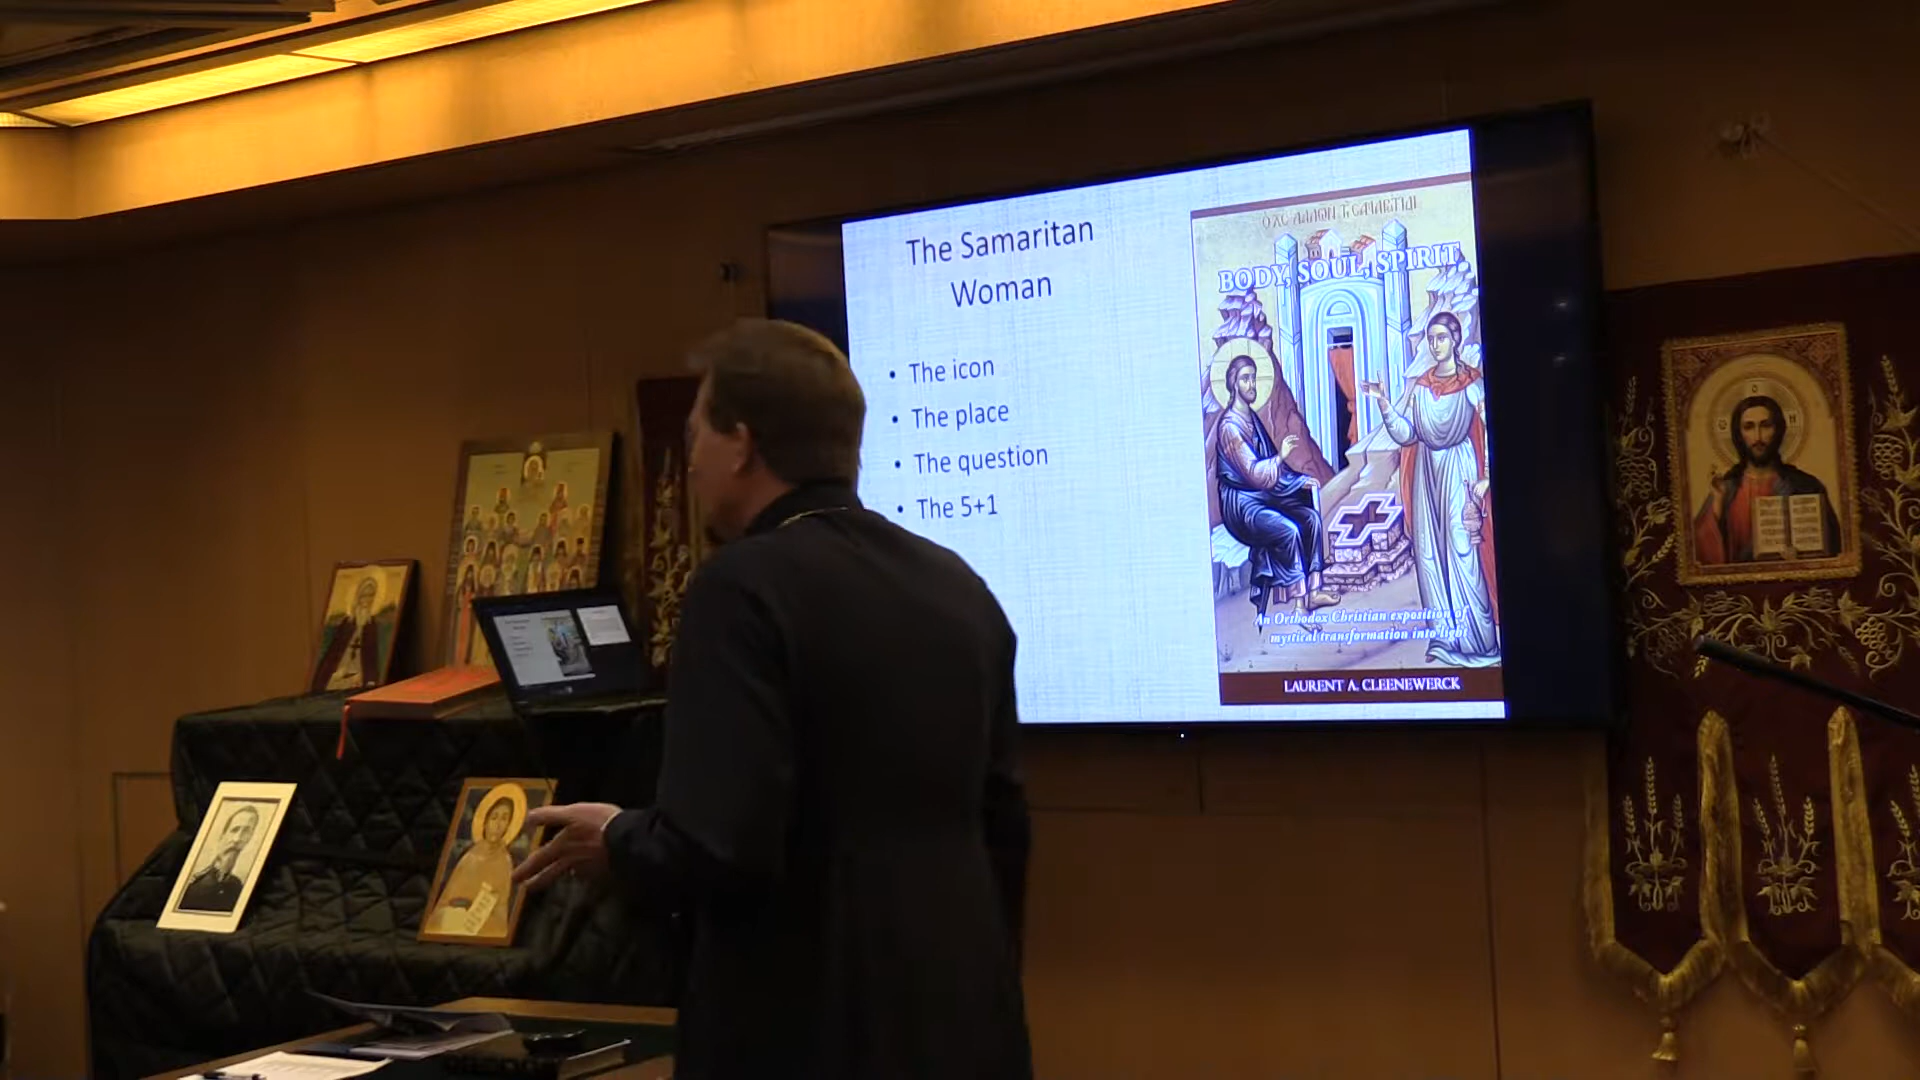 The Samaritan
Woman
• The icon
• The place
• The question
• The 5+1
BODY, SOUL, SPIRIT.
An Orthodox Christian exposition of
mystical transformation into light
LAURENT A. CLEENEWERCK